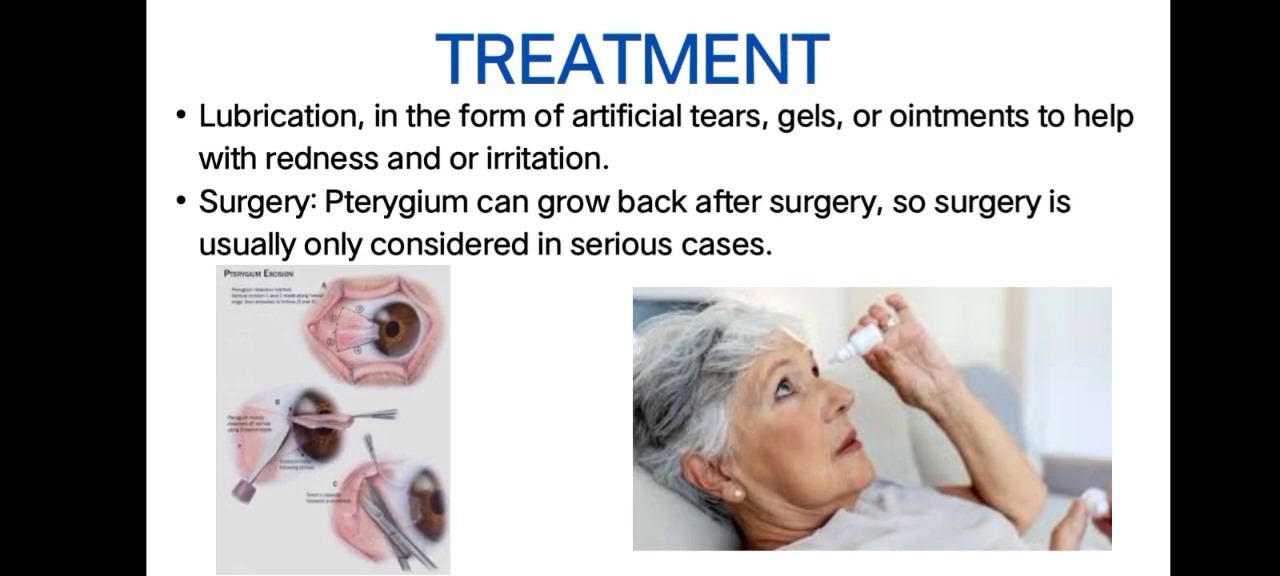 TREATMENT
• Lubrication, in the form of artificial tears, gels, or ointments to help
with redness and or irritation.
• Surgery: Pterygium can grow back after surgery, so surgery is
usually only considered in serious cases.
PTERYGIUM EXCISION
A
B
C